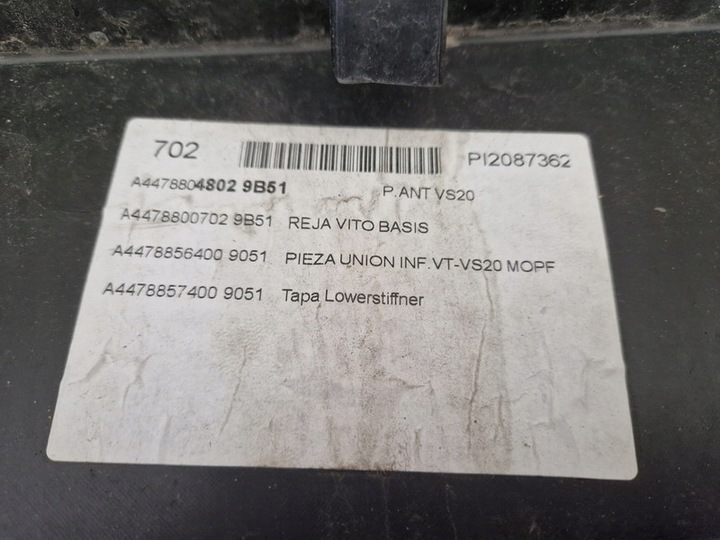 702 PI2087362
A4478804802 9B51 P.ANT VS20
A4478800702 9B51 REJA VITO BASIS
A4478856400 9051 PIEZA UNION INF.VT-VS20 MOPF
A4478857400 9051 Tapa Lowerstiffner